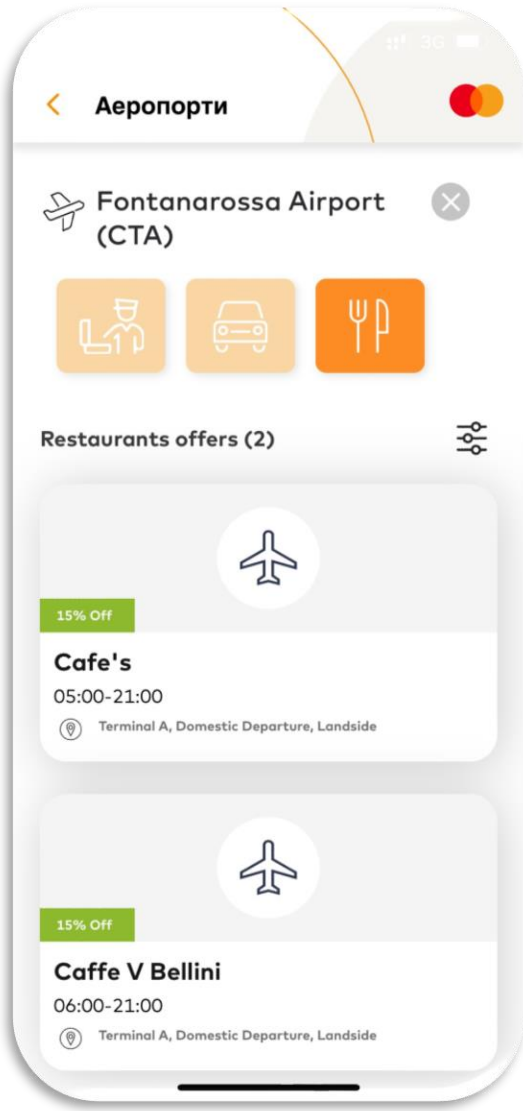 3G
Аеропорти
Fontanarossa Airport
(CTA)
Restaurants offers (2)
15% Off
Cafe's
05:00-21:00
Terminal A, Domestic Departure, Landside
15% Off
Caffe V Bellini
06:00-21:00
Terminal A, Domestic Departure, Landside